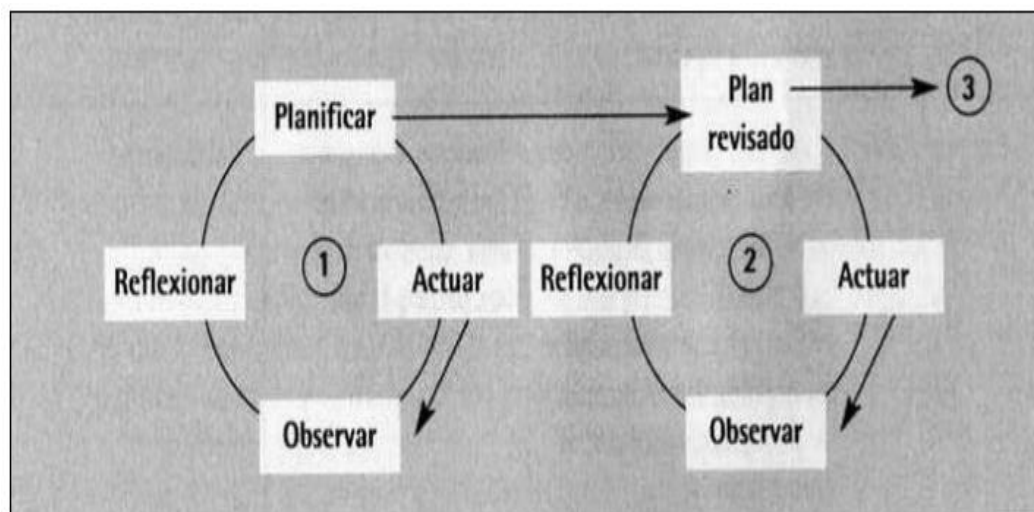 Planificar
Plan
revisado
3
Reflexionar
1
Actuar
Reflexionar
2
Actuar
Observar
Observar